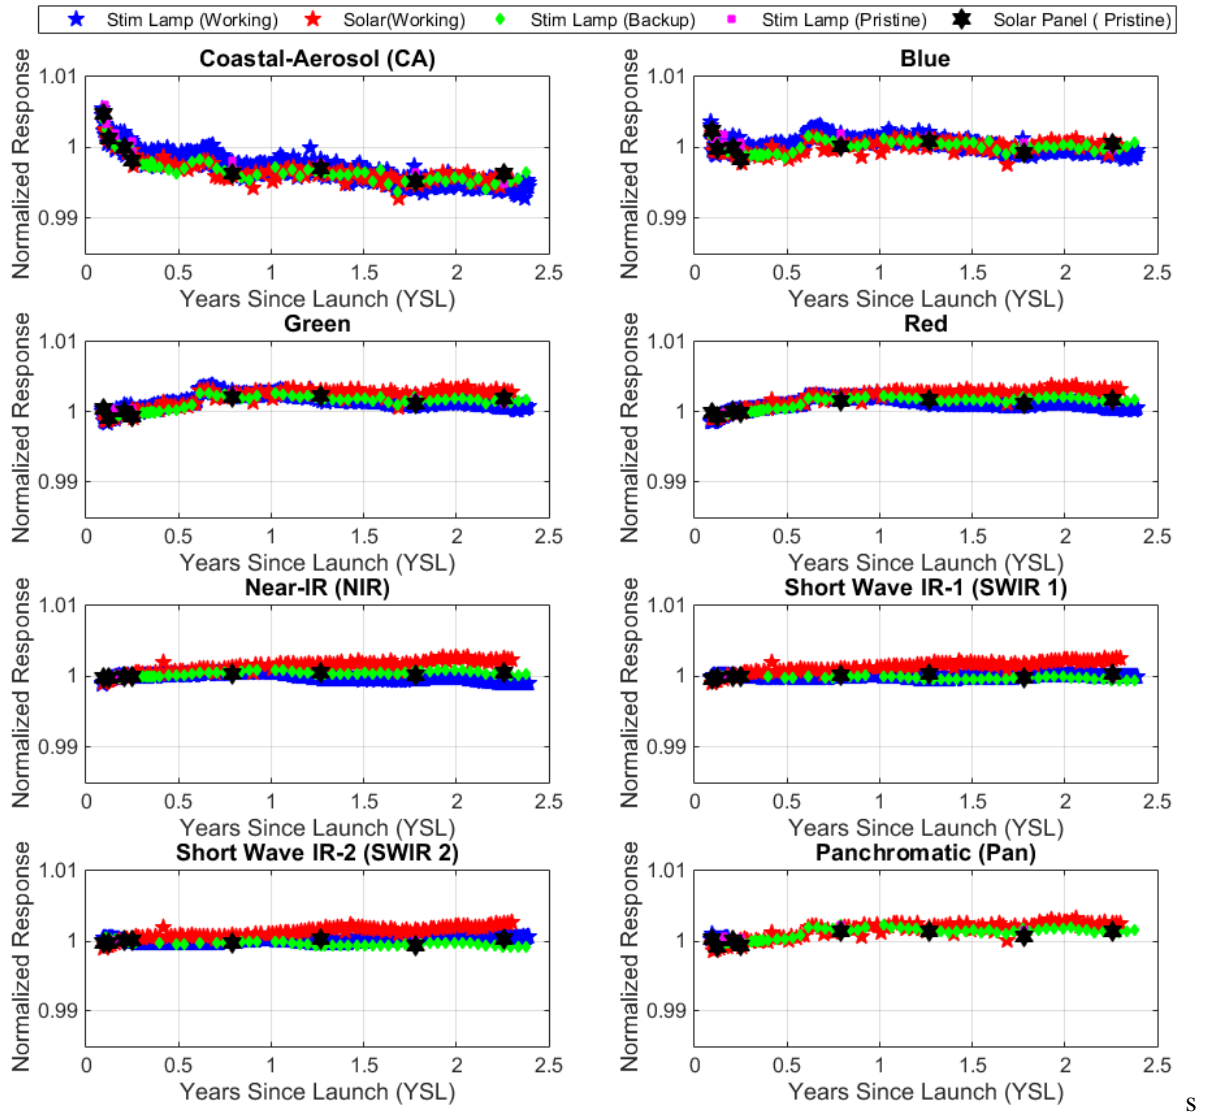 Stim Lamp (Working) Solar(Working) Stim Lamp (Backup) Stim Lamp (Pristine) Solar Panel ( Pristine)
Coastal-Aerosol (CA)
Normalized Response
1.01
1
0.99
0 0.5 1 1.5 2 2.5
Years Since Launch (YSL)
Blue
Normalized Response
1.01
1
0.99
0 0.5 1 1.5 2 2.5
Years Since Launch (YSL)
Green
Normalized Response
1.01
1
0.99
0 0.5 1 1.5 2 2.5
Years Since Launch (YSL)
Red
Normalized Response
1.01
1
0.99
0 0.5 1 1.5 2 2.5
Years Since Launch (YSL)
Near-IR (NIR)
Normalized Response
1.01
1
0.99
0 0.5 1 1.5 2 2.5
Years Since Launch (YSL)
Short Wave IR-1 (SWIR 1)
Normalized Response
1.01
1
0.99
0 0.5 1 1.5 2 2.5
Years Since Launch (YSL)
Short Wave IR-2 (SWIR 2)
Normalized Response
1.01
1
0.99
0 0.5 1 1.5 2 2.5
Years Since Launch (YSL)
Panchromatic (Pan)
Normalized Response
1.01
1
0.99
0 0.5 1 1.5 2 2.5
Years Since Launch (YSL)
s